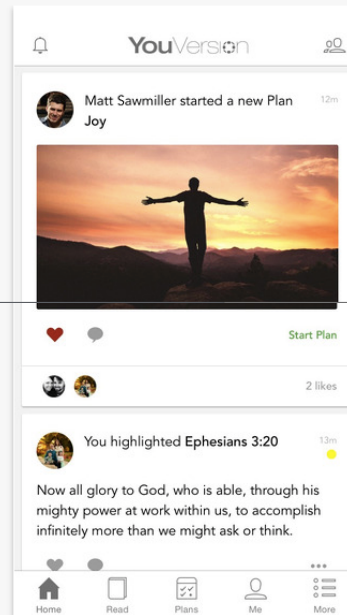 YouVersion
Matt Sawmiller started a new Plan
12m
Joy
Start Plan
2 likes
You highlighted Ephesians 3:20
13m
Now all glory to God, who is able, through his
mighty power at work within us, to accomplish
infinitely more than we might ask or think.
Home Read Plans Me More